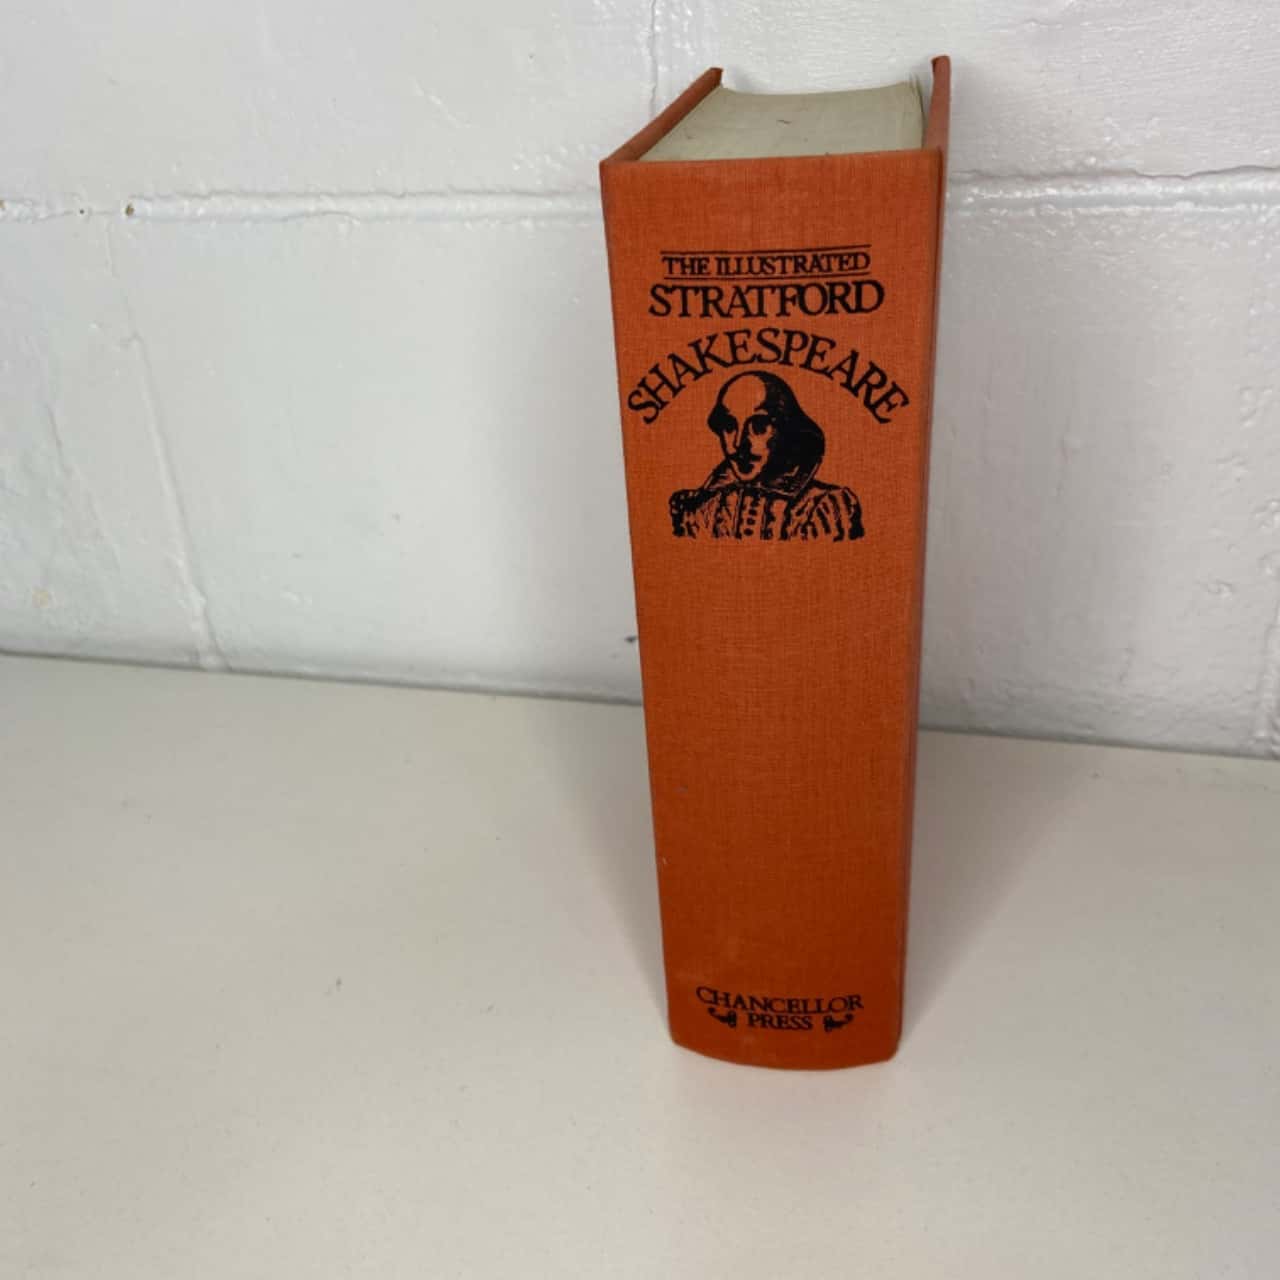 THE ILLUSTRATED
STRATFORD
SHAKESPEARE
CHANCELLOR
PRESS